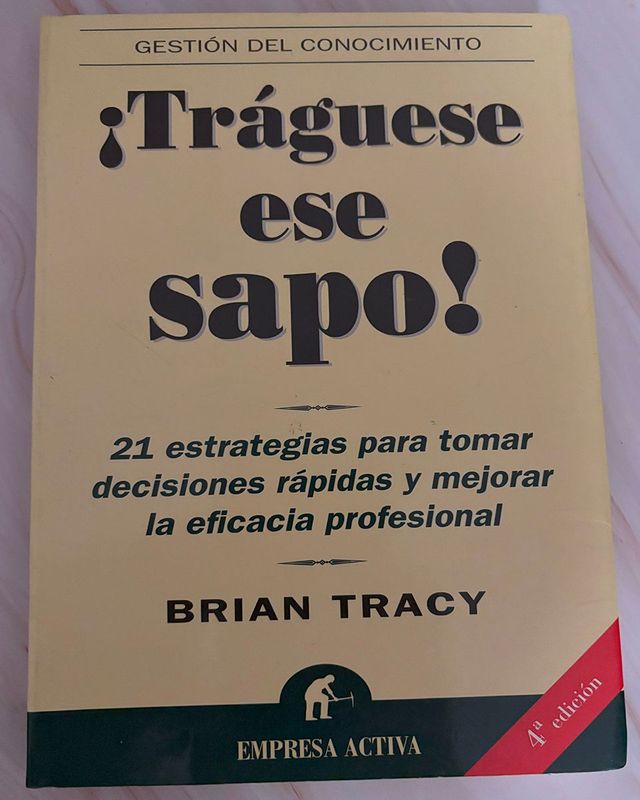 GESTIÓN DEL CONOCIMIENTO
¡Tráguese
ese
sapo!
21 estrategias para tomar
decisiones rápidas y mejorar
la eficacia profesional
BRIAN TRACY
4ª edición
EMPRESA ACTIVA